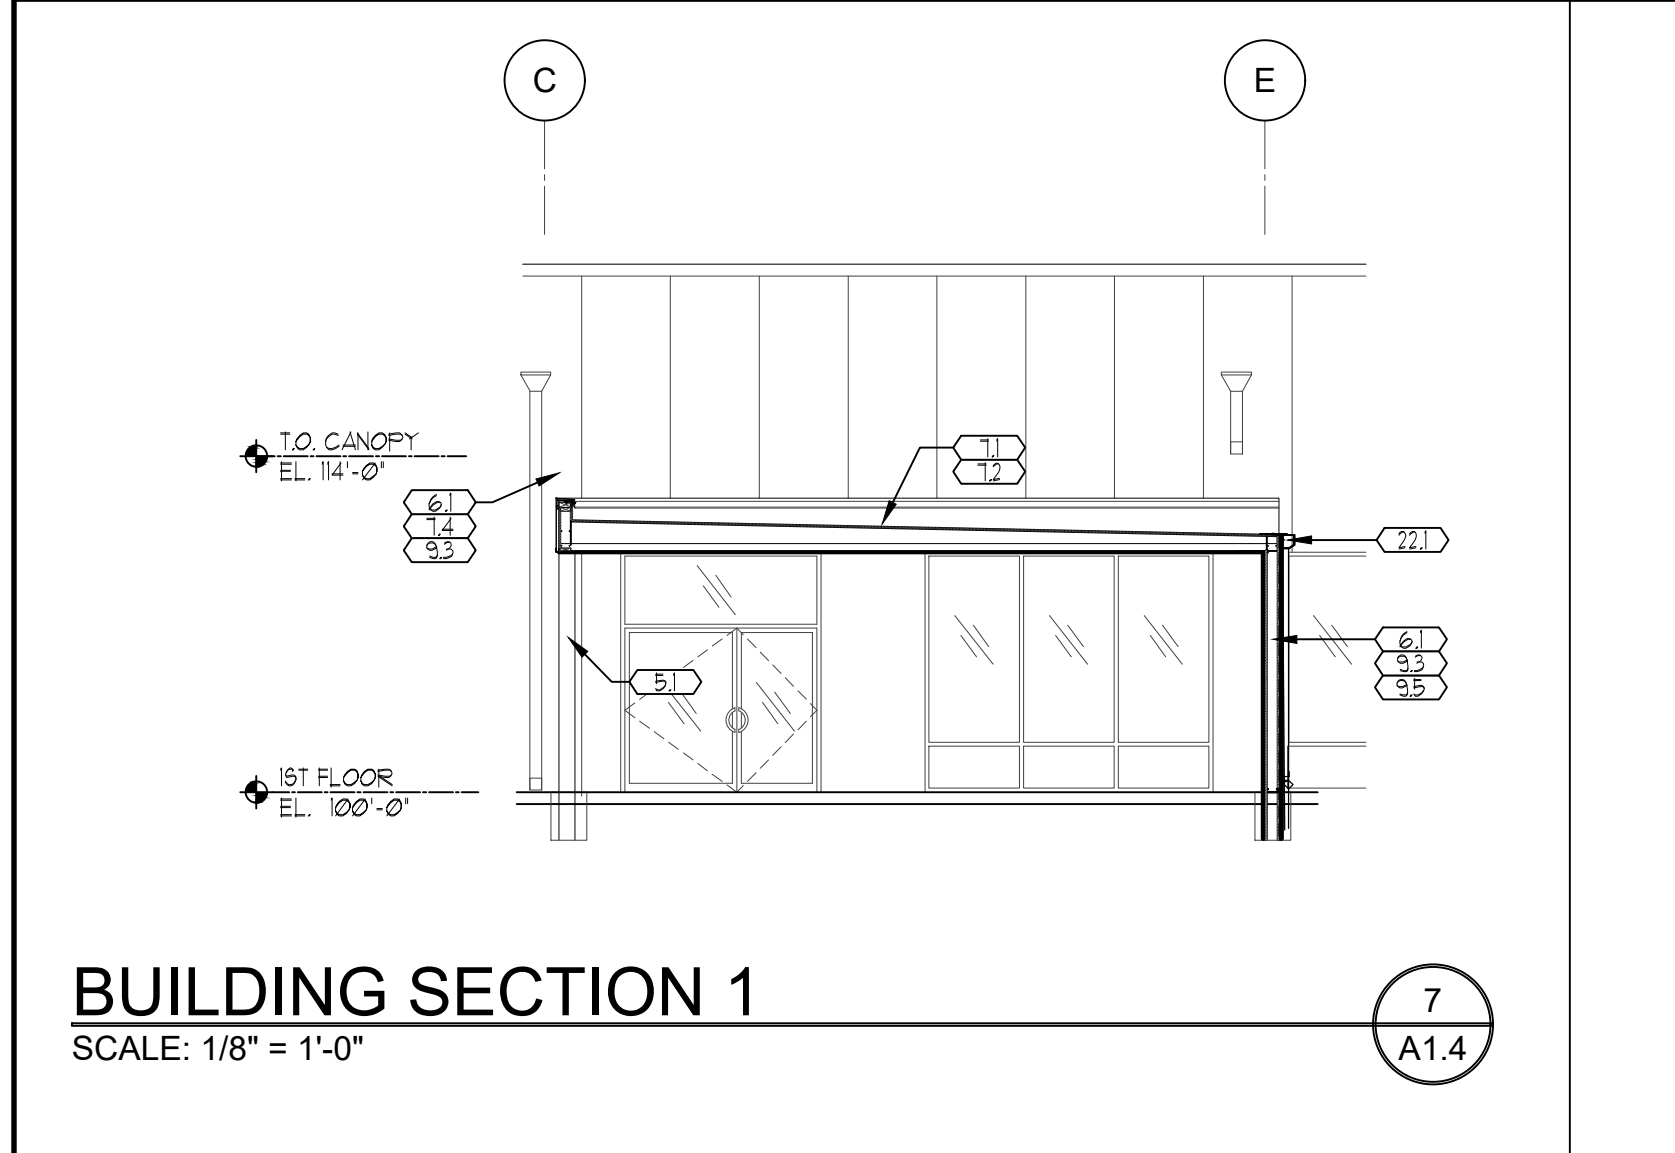 C
E
T.O. CANOPY
EL. 114'-0"
7.1
7.2
6.1
7.4
9.3
22.1
6.1
9.3
9.5
5.1
1ST FLOOR
EL. 100'-0"
BUILDING SECTION 1
SCALE: 1/8" = 1'-0"
7
A1.4